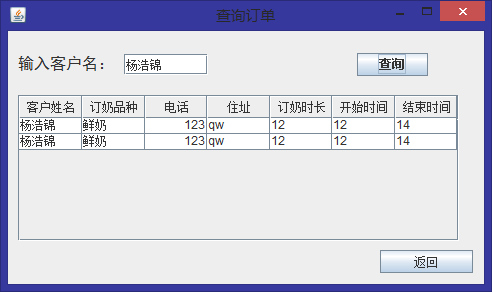 查询订单
输入客户名： 杨浩锦 查询
客户姓名 订奶品种 电话 住址 订奶时长 开始时间 结束时间
杨浩锦 鲜奶 123 qw 12 12 14
杨浩锦 鲜奶 123 qw 12 12 14
返回